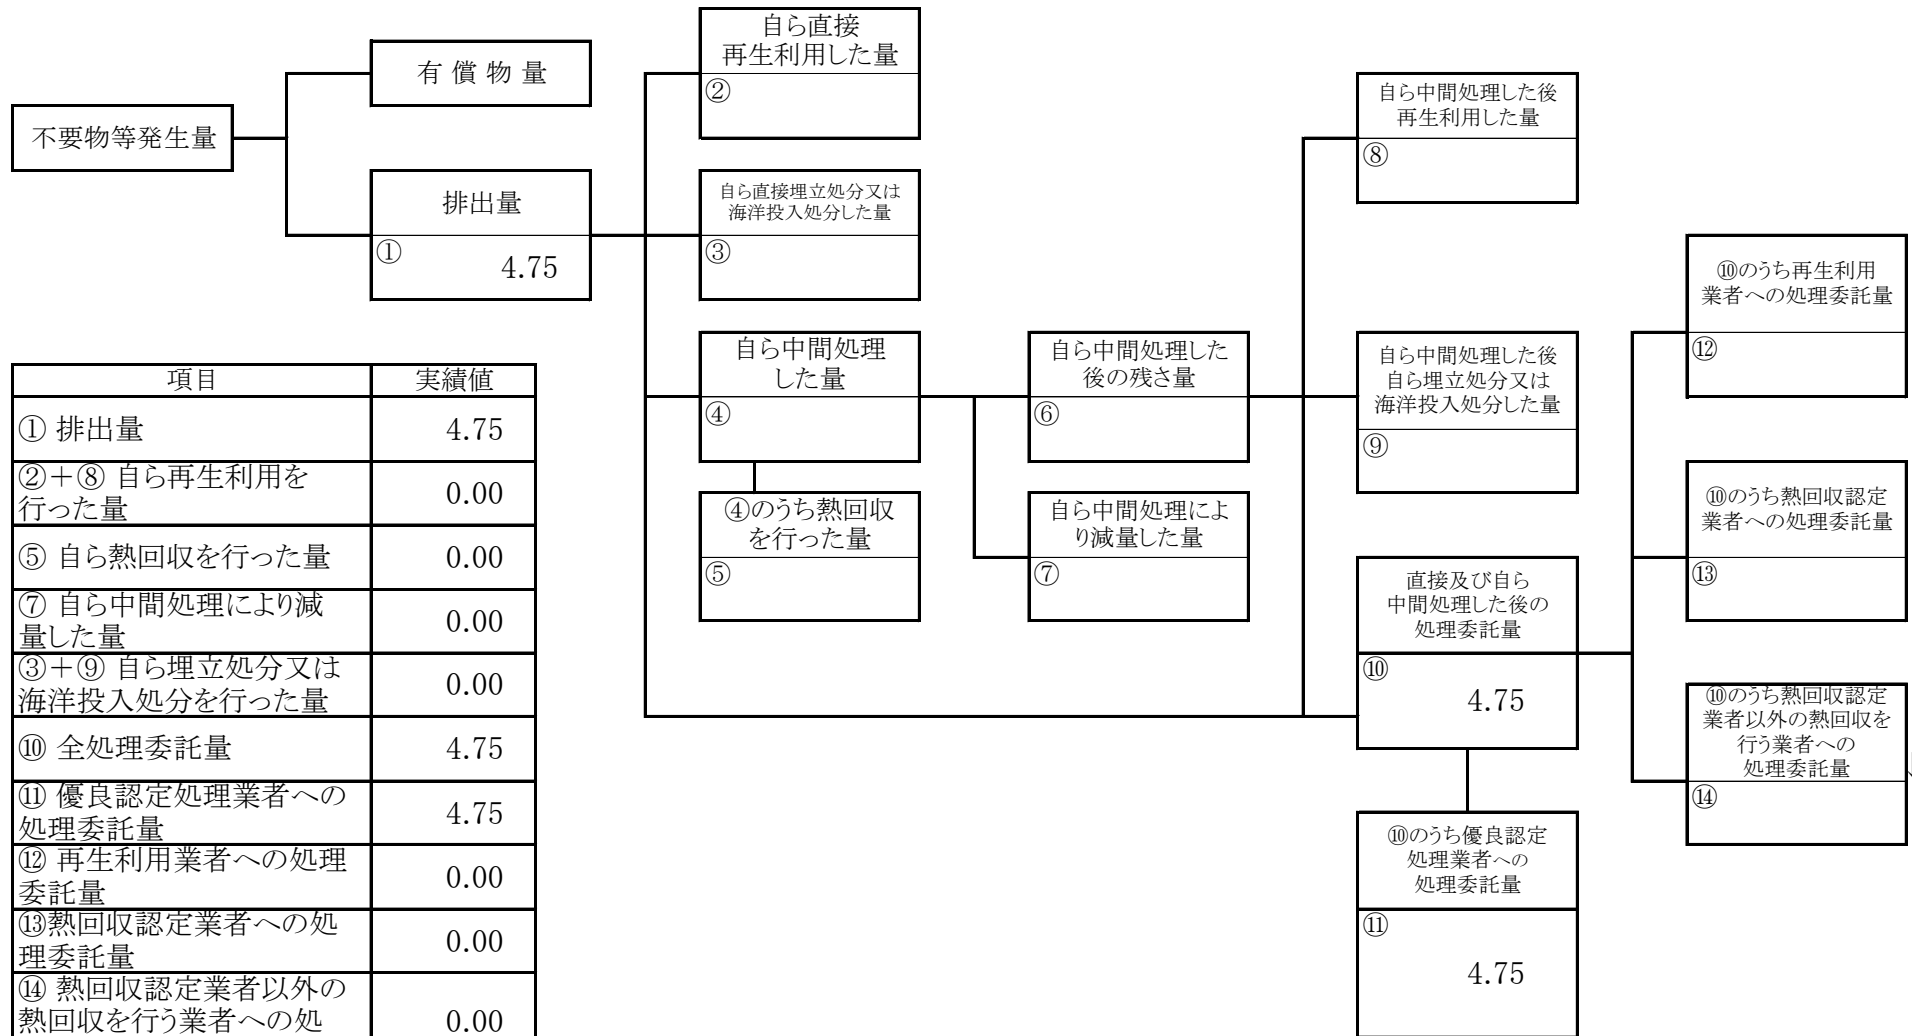 不要物等発生量
有償物量
排出量
①
4.75
自ら直接
再生利用した量
②
自ら直接埋立処分又は
海洋投入処分した量
③
自ら中間処理
した量
④
④のうち熱回収
を行った量
⑤
自ら中間処理した
後の残さ量
⑥
自ら中間処理によ
り減量した量
⑦
自ら中間処理した後
再生利用した量
⑧
自ら中間処理した後
自ら埋立処分又は
海洋投入処分した量
⑨
直接及び自ら
中間処理した後の
処理委託量
⑩
4.75
⑩のうち優良認定
処理業者への
処理委託量
⑪
4.75
⑩のうち再生利用
業者への処理委託量
⑫
⑩のうち熱回収認定
業者への処理委託量
⑬
⑩のうち熱回収認定
業者以外の熱回収を
行う業者への
処理委託量
⑭
項目 実績値
① 排出量 4.75
②+⑧ 自ら再生利用を
行った量 0.00
⑤ 自ら熱回収を行った量 0.00
⑦ 自ら中間処理により減
量した量 0.00
③+⑨ 自ら埋立処分又は
海洋投入処分を行った量 0.00
⑩ 全処理委託量 4.75
⑪ 優良認定処理業者への
処理委託量 4.75
⑫ 再生利用業者への処理
委託量 0.00
⑬熱回収認定業者への処
理委託量 0.00
⑭ 熱回収認定業者以外の
熱回収を行う業者への処 0.00